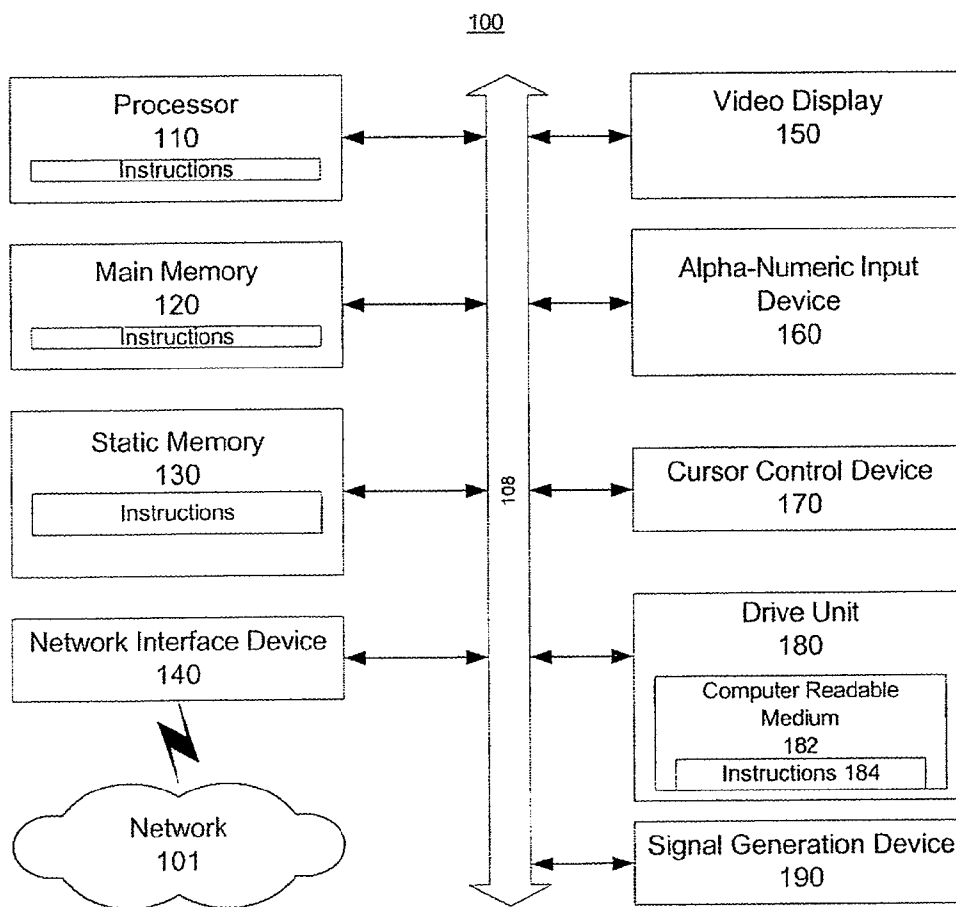 100
Processor
110
Instructions
Main Memory
120
Instructions
Static Memory
130
Instructions
Network Interface Device
140
Network
101
108
Video Display
150
Alpha-Numeric Input
Device
160
Cursor Control Device
170
Drive Unit
180
Computer Readable
Medium
182
Instructions 184
Signal Generation Device
190